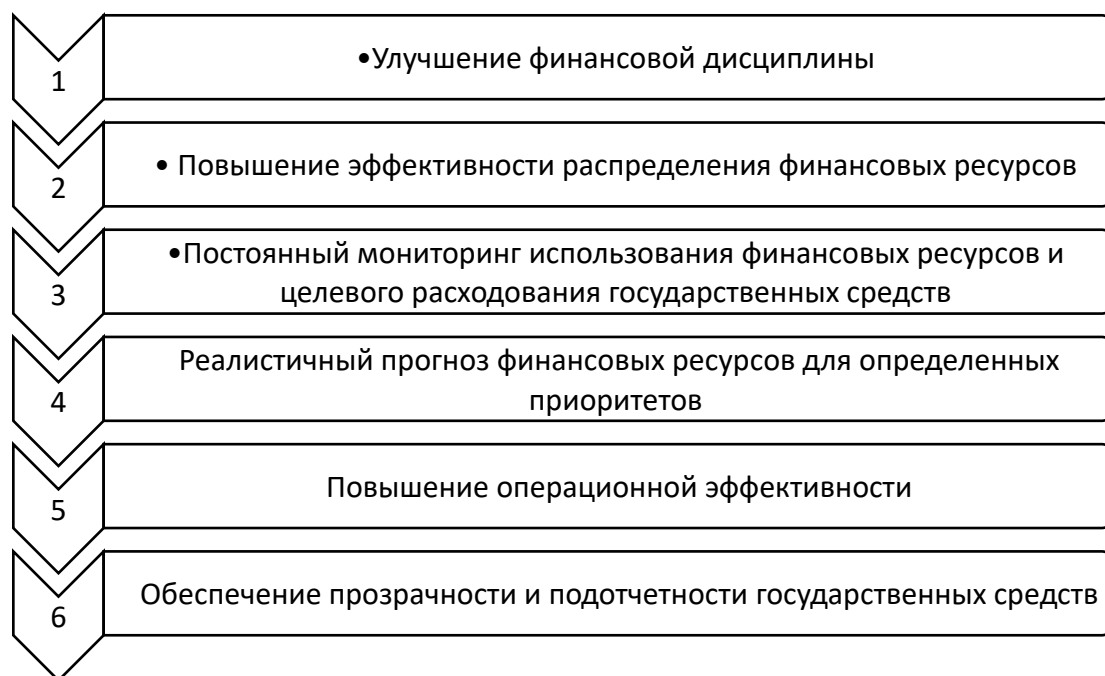 1
•Улучшение финансовой дисциплины
2
• Повышение эффективности распределения финансовых ресурсов
3
•Постоянный мониторинг использования финансовых ресурсов и
целевого расходования государственных средств
4
Реалистичный прогноз финансовых ресурсов для определенных
приоритетов
5
Повышение операционной эффективности
6
Обеспечение прозрачности и подотчетности государственных средств